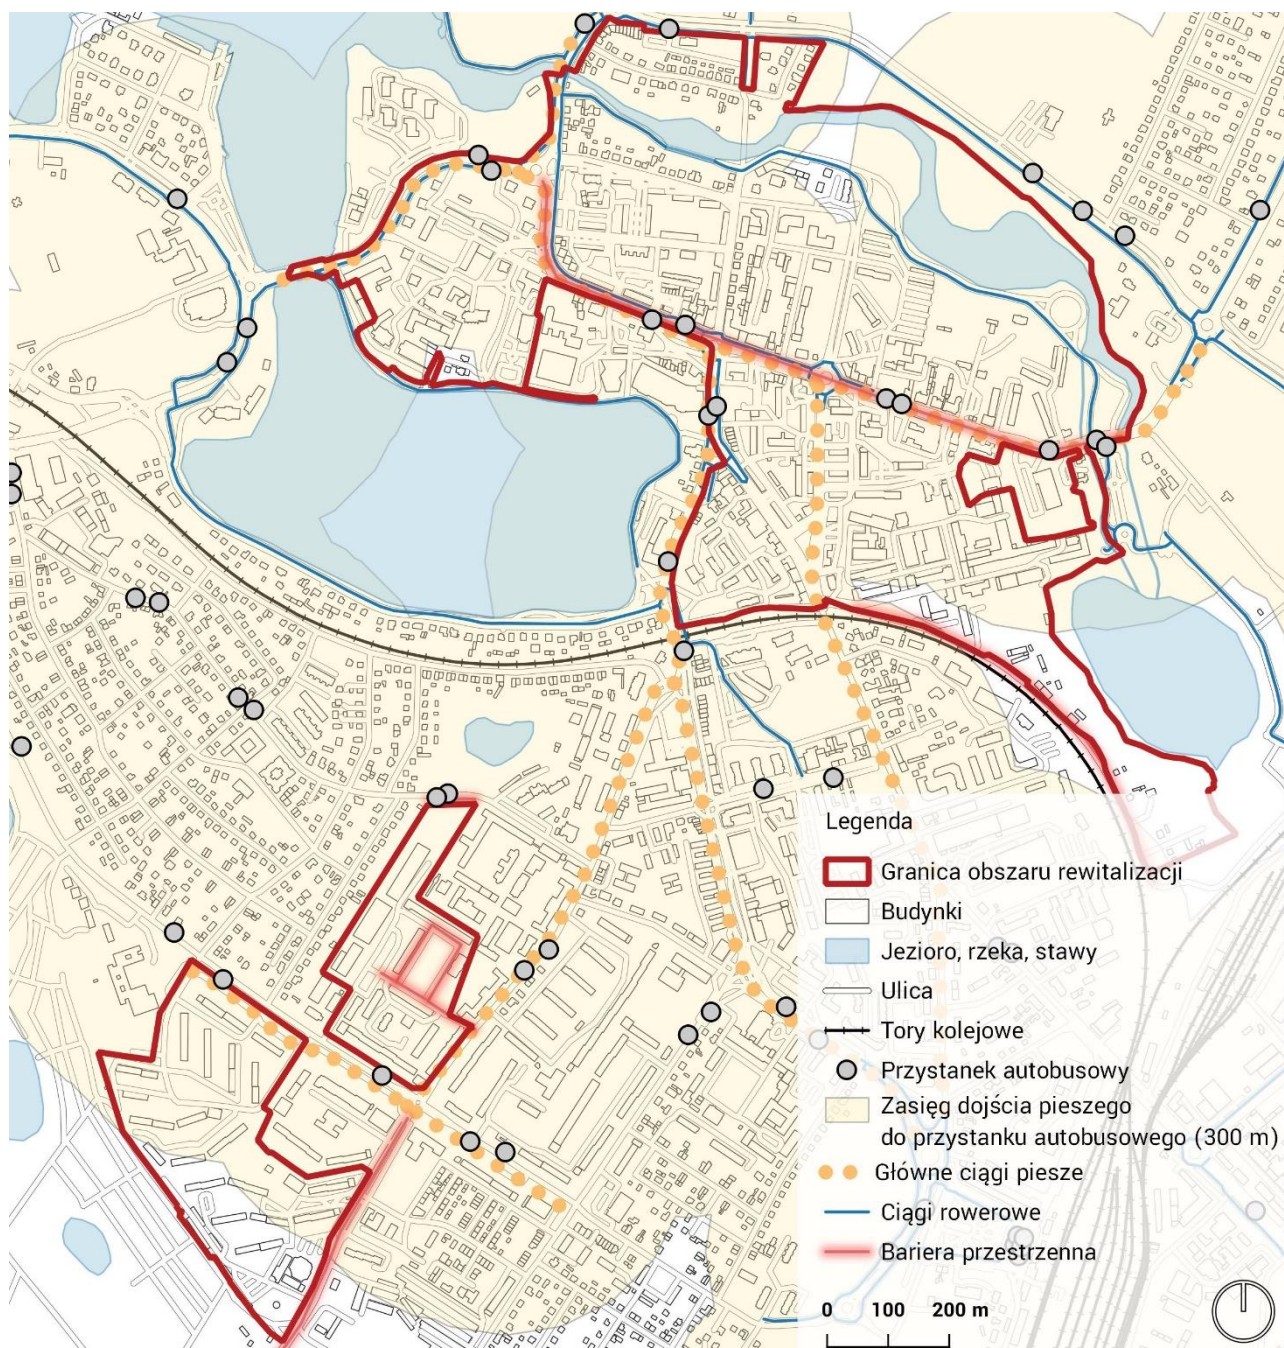 Legenda
Granica obszaru rewitalizacji
Budynki
Jezioro, rzeka, stawy
Ulica
Tory kolejowe
Przystanek autobusowy
Zasięg dojścia pieszego
do przystanku autobusowego (300 m)
Główne ciągi piesze
Ciągi rowerowe
Bariera przestrzenna
0 100 200 m